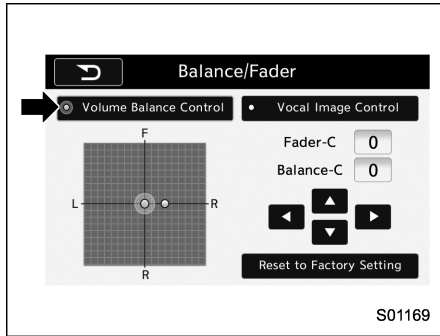 Balance/Fader
Volume Balance Control
Vocal Image Control
F
L
R
R
Fader-C 0
Balance-C 0
Reset to Factory Setting
S01169